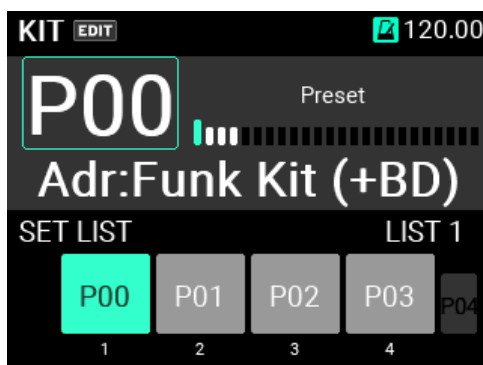 KIT EDIT 120.00
P00
Preset
Adr:Funk Kit (+BD)
SET LIST LIST 1
P00 P01 P02 P03 P04
1 2 3 4